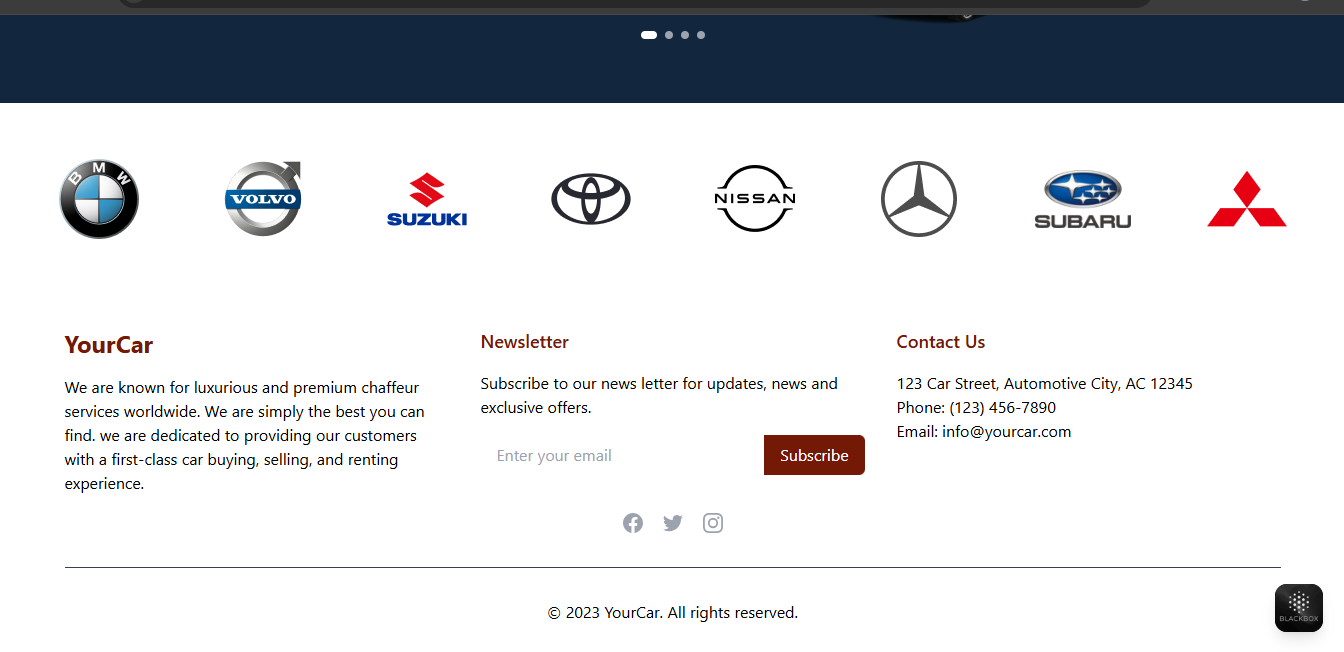 BMW
VOLVO
SUZUKI
NISSAN
SUBARU
YourCar
We are known for luxurious and premium chaffeur
services worldwide. We are simply the best you can
find. we are dedicated to providing our customers
with a first-class car buying, selling, and renting
experience.
Newsletter
Subscribe to our news letter for updates, news and
exclusive offers.
Enter your email
Subscribe
Contact Us
123 Car Street, Automotive City, AC 12345
Phone: (123) 456-7890
Email: info@yourcar.com
© 2023 YourCar. All rights reserved.
BLACKBOX